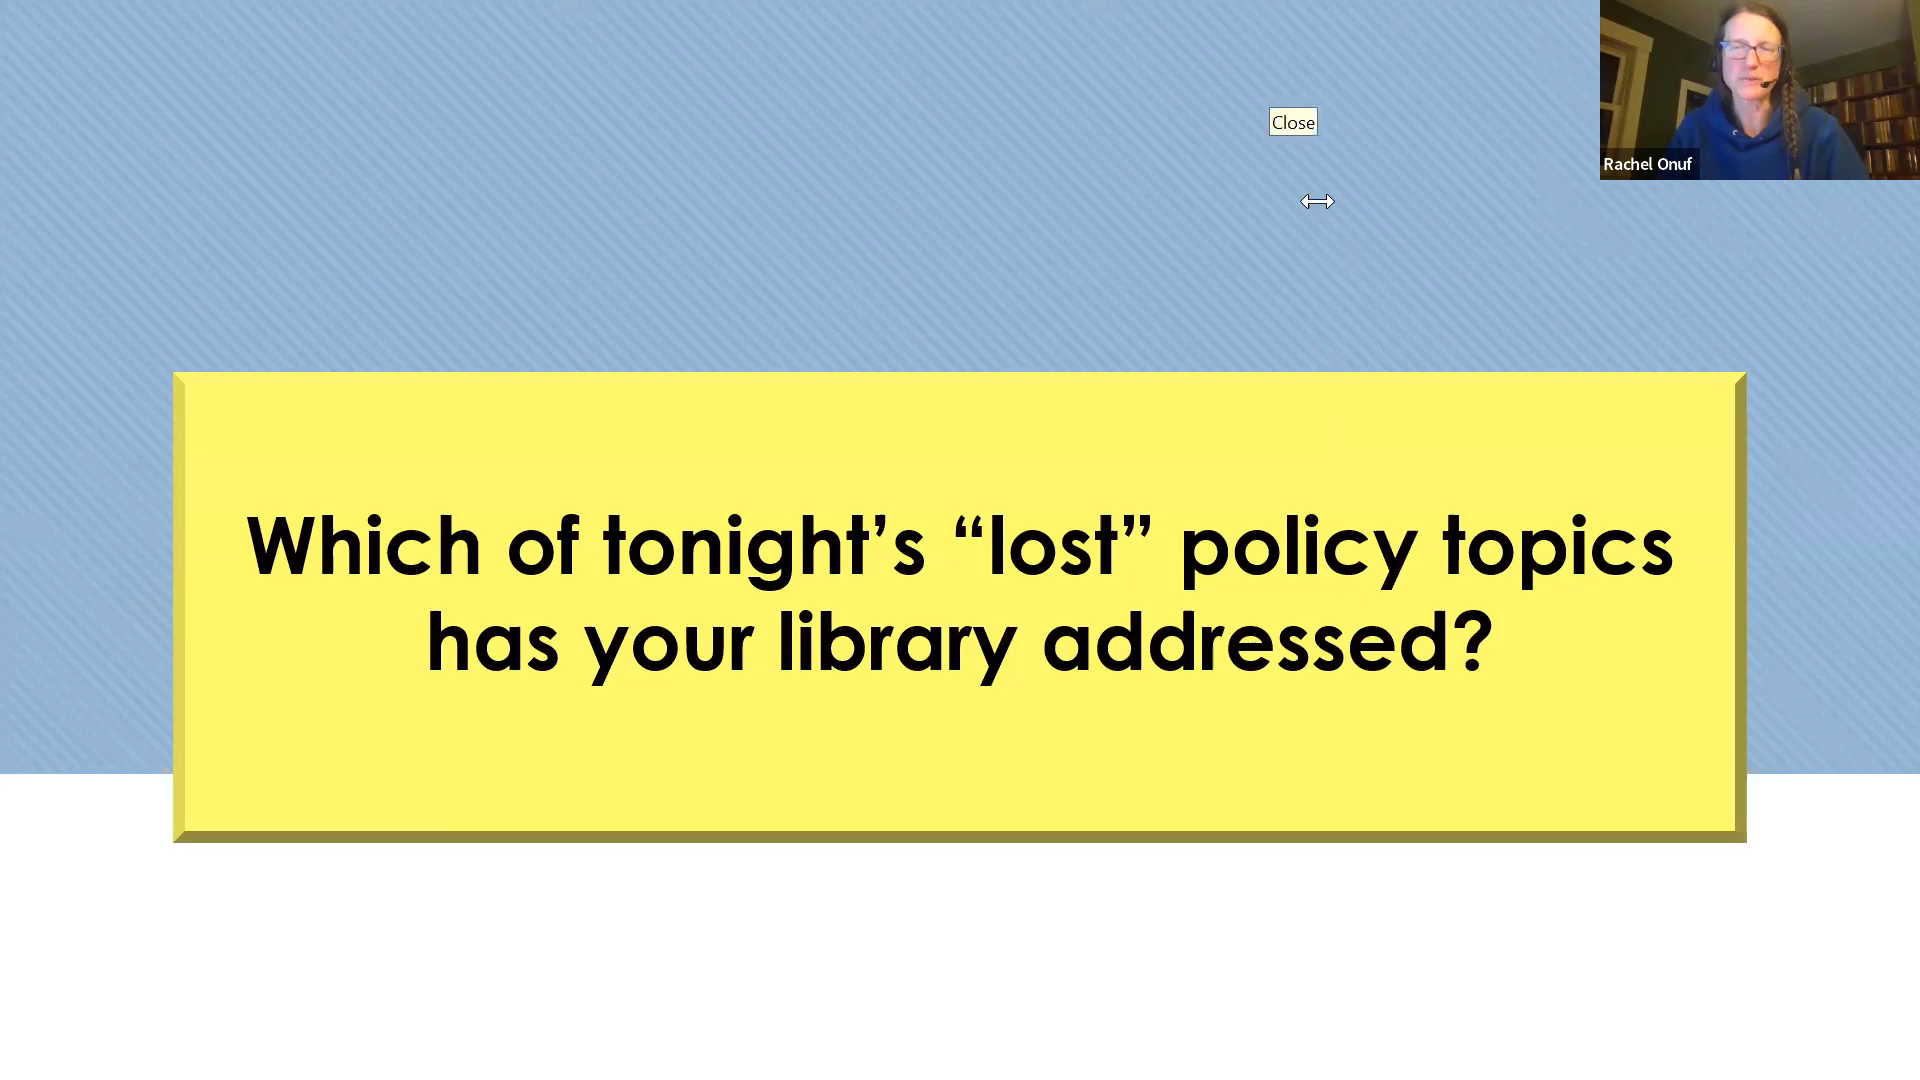 Close
Rachel Onuf
Which of tonight’s “lost” policy topics
has your library addressed?